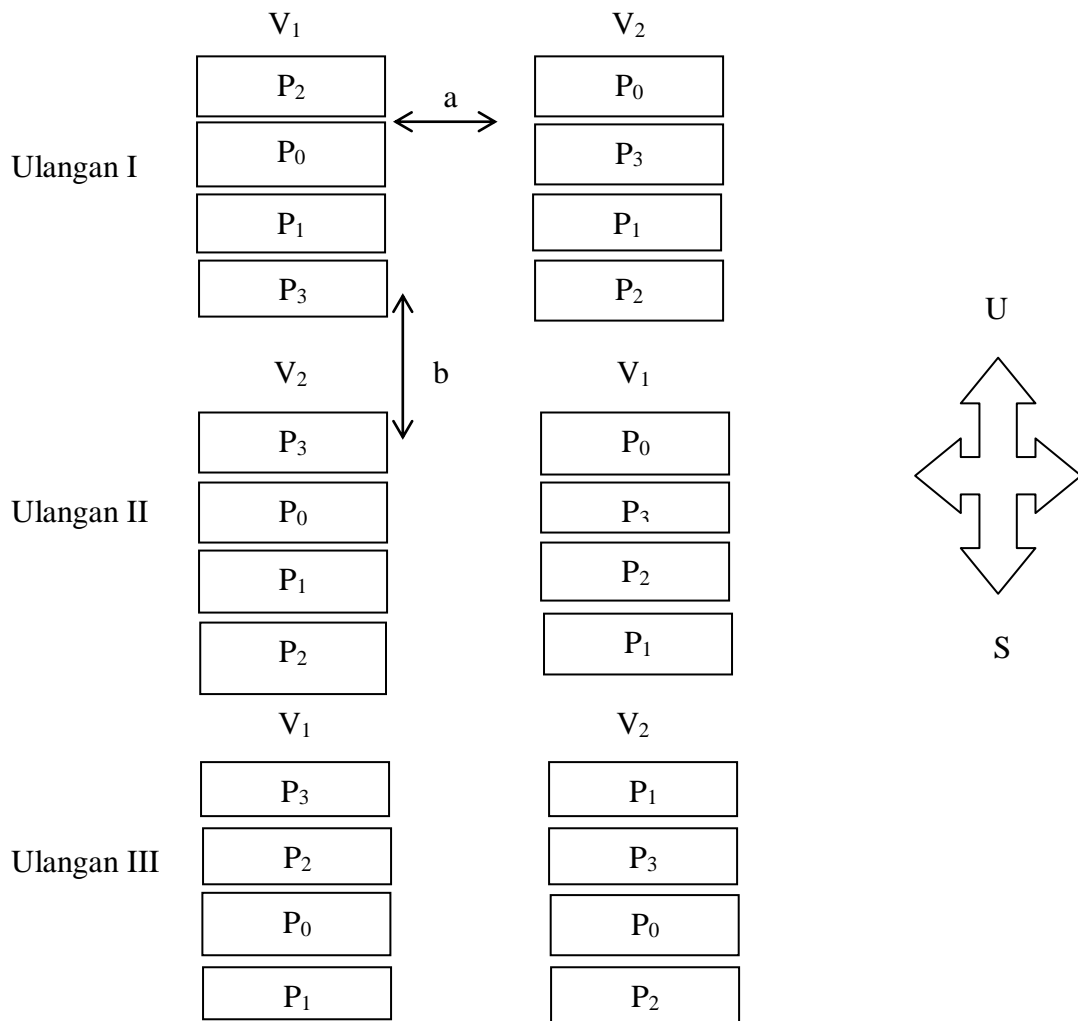 V₁ V₂
P₂ P₀
a
P₀ P₃
Ulangan I
P₁ P₁
P₃ P₂
U
V₂ b V₁
P₃ P₀
Ulangan II P₀ P₃
P₁ P₂
P₂ P₁
S
V₁ V₂
P₃ P₁
Ulangan III P₂ P₃
P₀ P₀
P₁ P₂